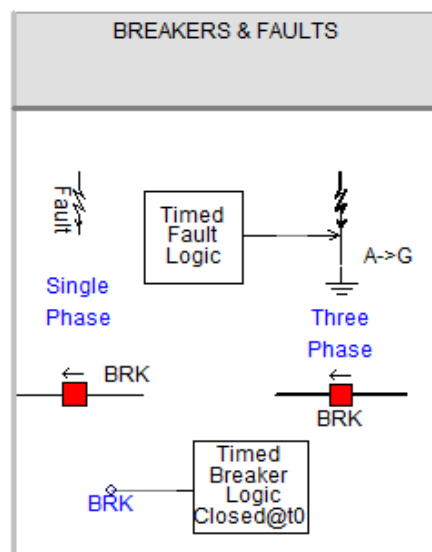 BREAKERS & FAULTS
Fault
Timed
Fault
Logic
A->G
Single
Phase
Three
Phase
BRK
BRK
Timed
Breaker
Logic
Closed@t0
BRK